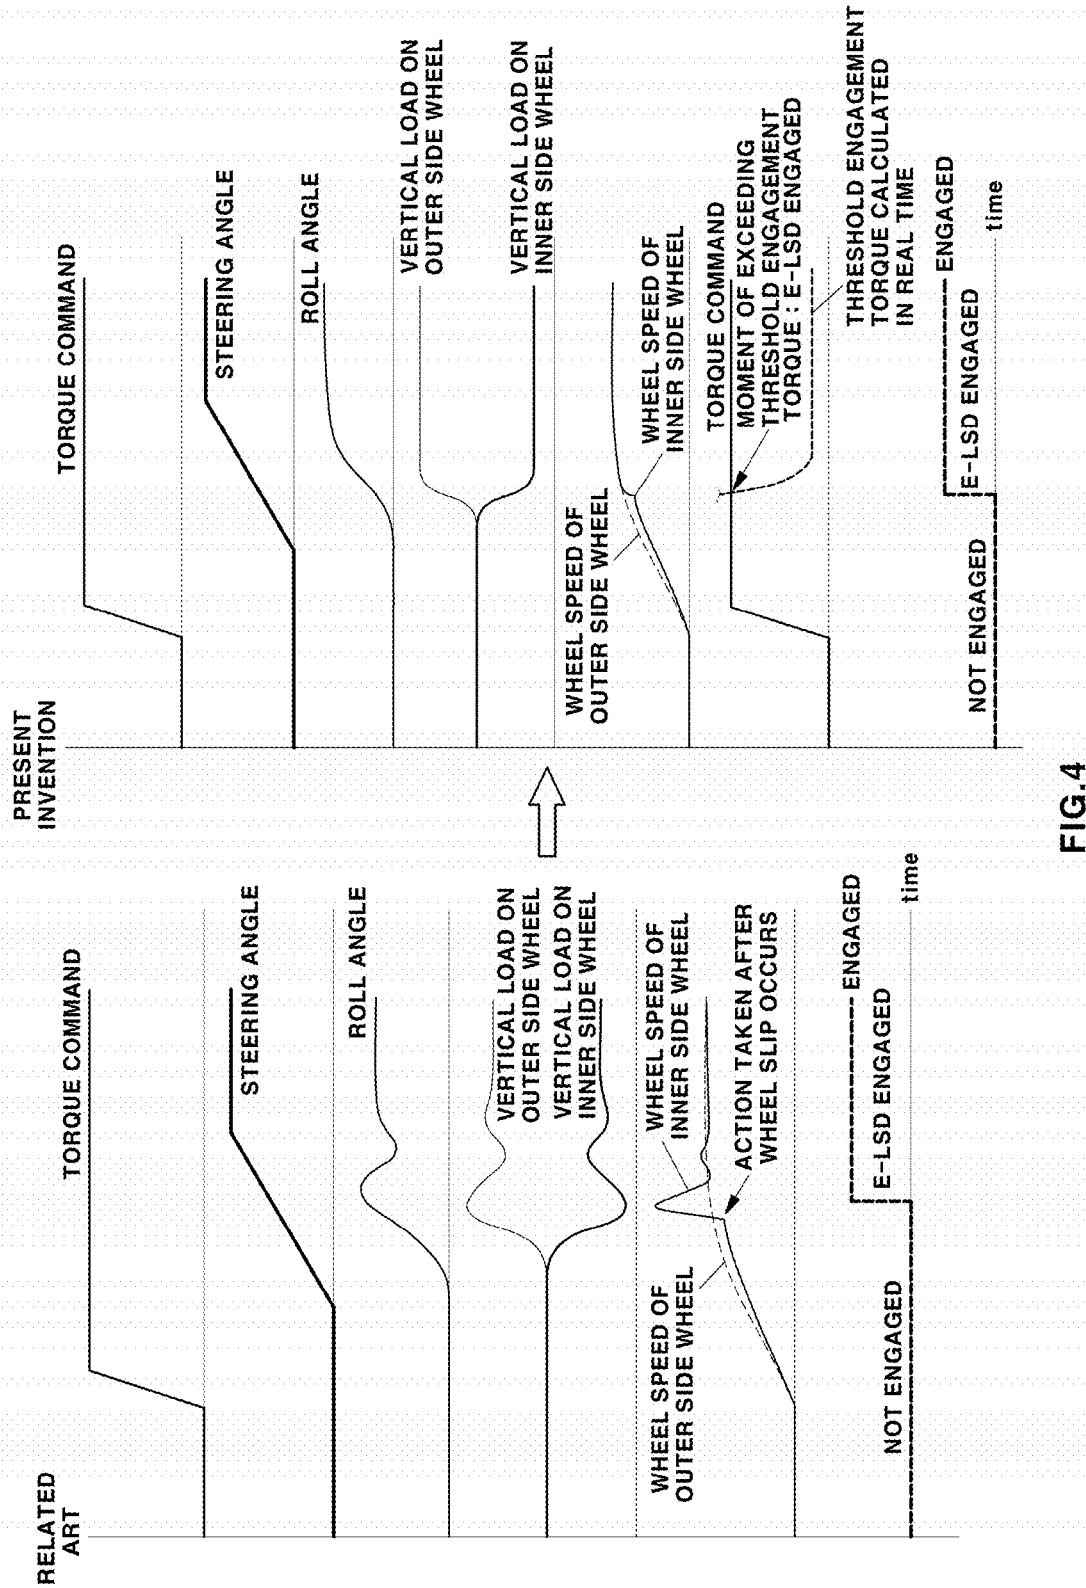 RELATED
ART
TORQUE COMMAND
STEERING ANGLE
ROLL ANGLE
VERTICAL LOAD ON
OUTER SIDE WHEEL
VERTICAL LOAD ON
INNER SIDE WHEEL
WHEEL SPEED OF
INNER SIDE WHEEL
WHEEL SPEED OF
OUTER SIDE WHEEL
ACTION TAKEN AFTER
WHEEL SLIP OCCURS
ENGAGED
E-LSD ENGAGED
NOT ENGAGED
time
PRESENT
INVENTION
TORQUE COMMAND
STEERING ANGLE
ROLL ANGLE
VERTICAL LOAD ON
OUTER SIDE WHEEL
VERTICAL LOAD ON
INNER SIDE WHEEL
WHEEL SPEED OF
OUTER SIDE WHEEL
WHEEL SPEED OF
INNER SIDE WHEEL
TORQUE COMMAND
MOMENT OF EXCEEDING
THRESHOLD ENGAGEMENT
TORQUE : E-LSD ENGAGED
THRESHOLD ENGAGEMENT
TORQUE CALCULATED
IN REAL TIME
ENGAGED
E-LSD ENGAGED
NOT ENGAGED
time
FIG.4